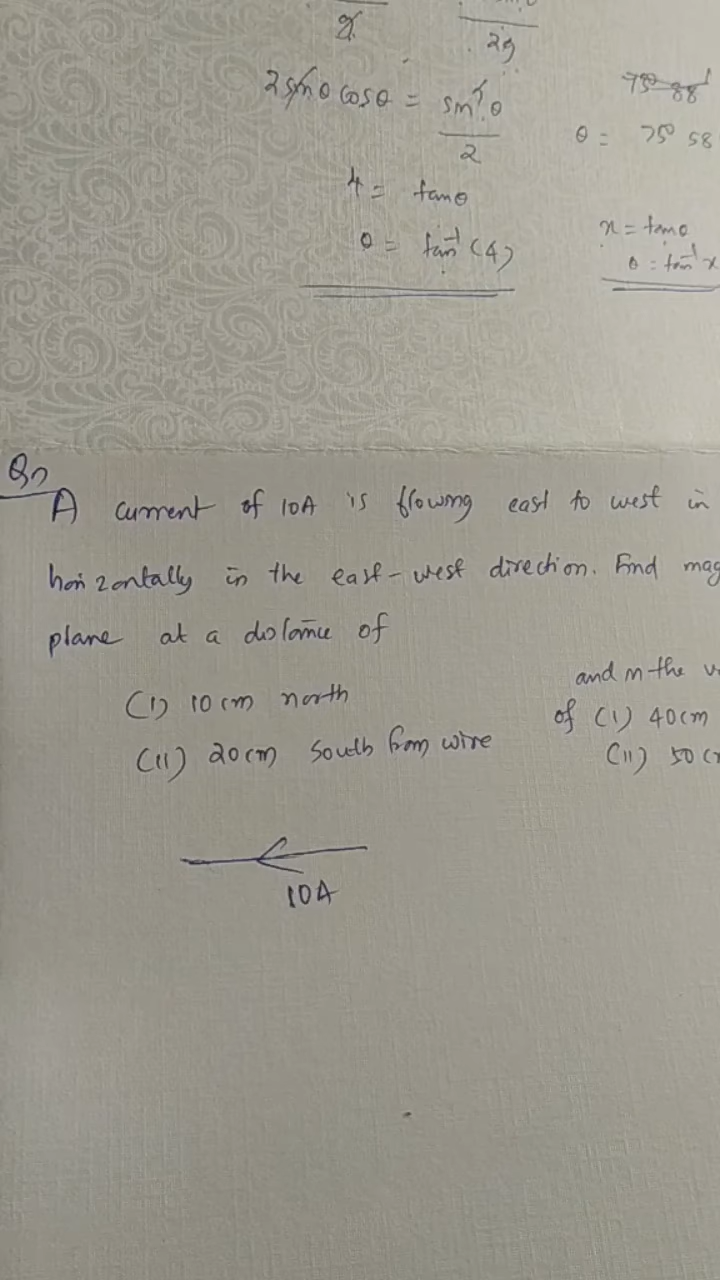 2g
2 sinθ cosθ = sin²θ
2
4 = tanθ
θ = tan⁻¹(4)
θ = 75° 58
x = tanθ
θ = tan⁻¹ x
Qn
A current of 10A is flowing east to west in
horizontally in the east-west direction. Find mag
plane at a distance of
(I) 10 cm north
(II) 20 cm south from wire
and in the
of (I) 40 cm
(II) 50 c
10A